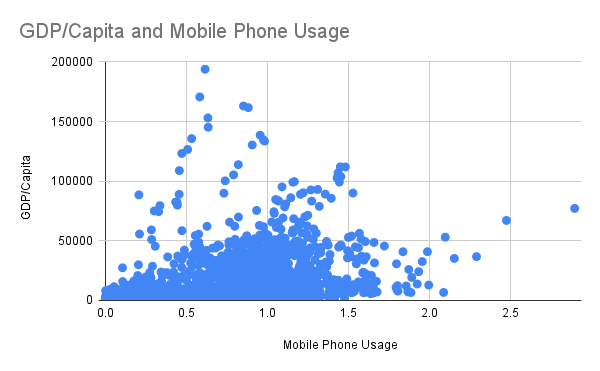 GDP/Capita and Mobile Phone Usage
200000
150000
100000
50000
0
GDP/Capita
0.0 0.5 1.0 1.5 2.0 2.5
Mobile Phone Usage